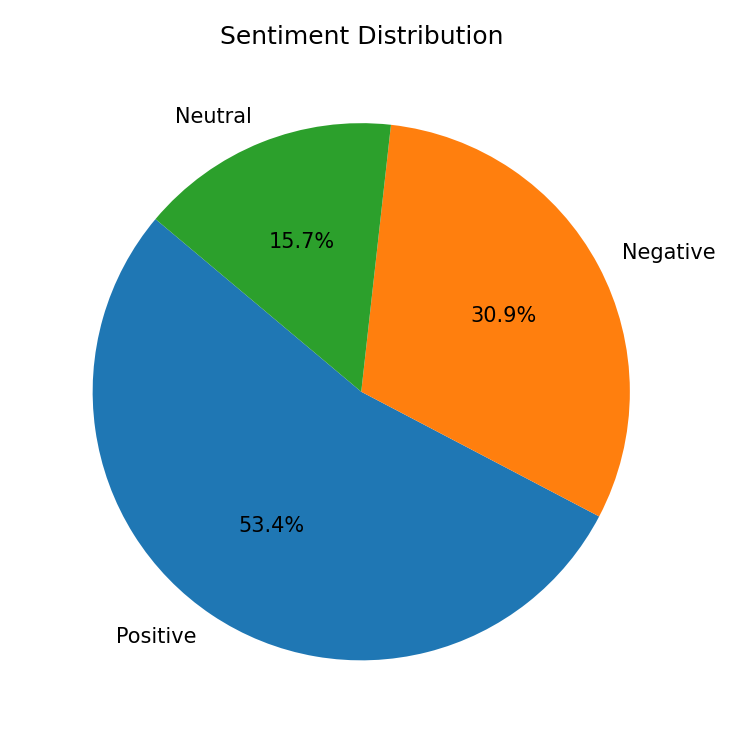 Sentiment Distribution
Neutral
15.7%
Negative
30.9%
53.4%
Positive